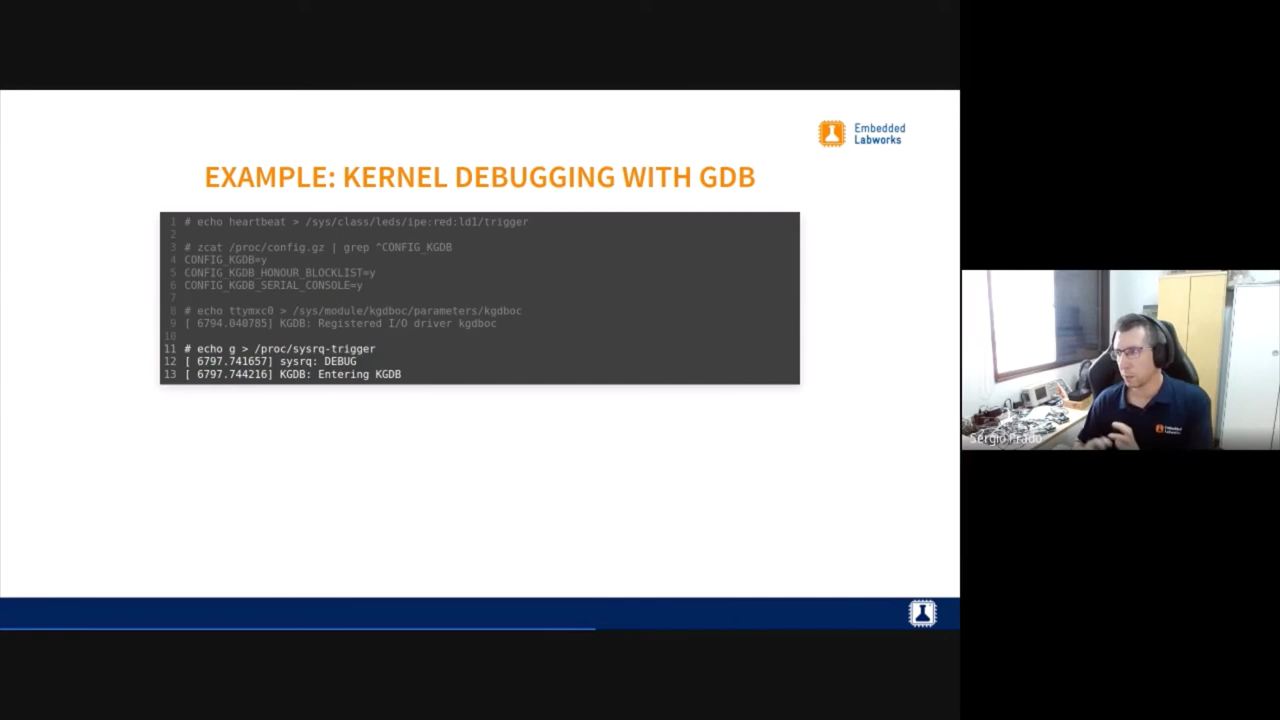 Embedded
Labworks
EXAMPLE: KERNEL DEBUGGING WITH GDB
1 # echo heartbeat > /sys/class/leds/ipe:red:ld1/trigger
2
3 # zcat /proc/config.gz | grep ^CONFIG_KGDB
4 CONFIG_KGDB=y
5 CONFIG_KGDB_HONOUR_BLOCKLIST=y
6 CONFIG_KGDB_SERIAL_CONSOLE=y
7
8 # echo ttymxc0 > /sys/module/kgdboc/parameters/kgdboc
9 [ 6794.040785] KGDB: Registered I/O driver kgdboc
10
11 # echo g > /proc/sysrq-trigger
12 [ 6797.741657] sysrq: DEBUG
13 [ 6797.744216] KGDB: Entering KGDB
Sergio Prado
Embedded
Labworks